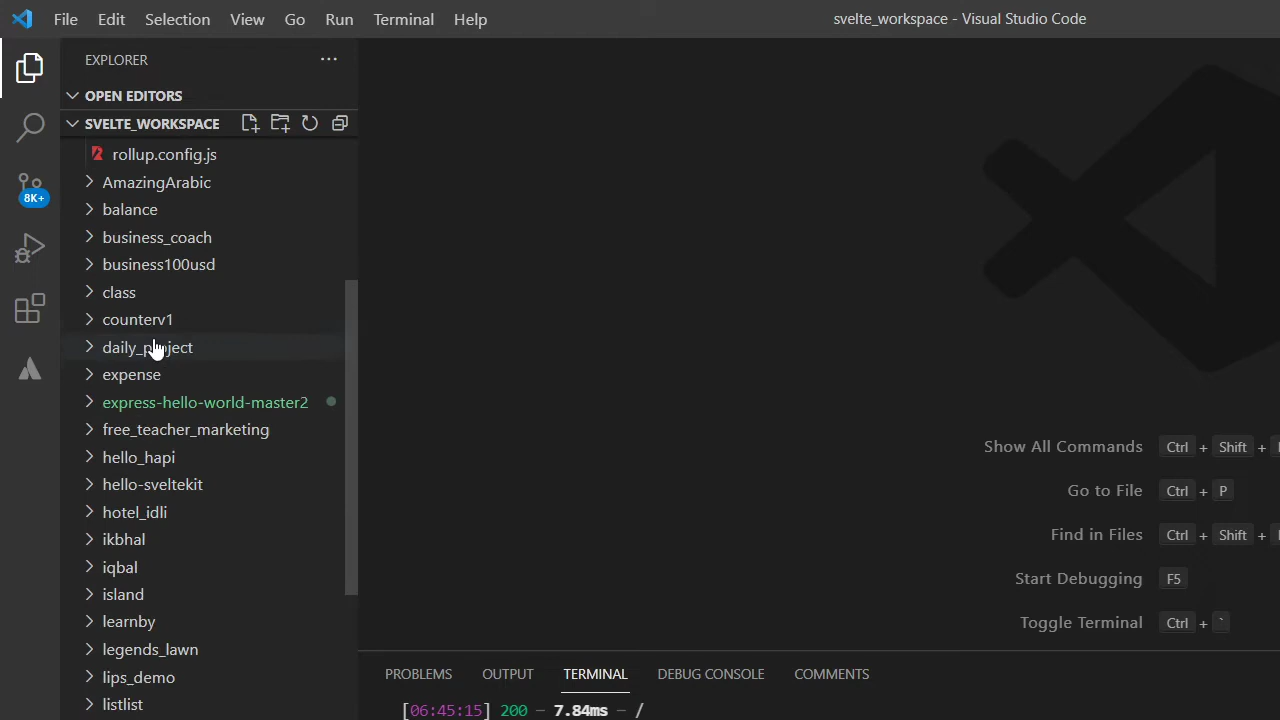 File Edit Selection View Go Run Terminal Help
svelte_workspace - Visual Studio Code
EXPLORER
OPEN EDITORS
SVELTE_WORKSPACE
rollup.config.js
8K+
AmazingArabic
balance
business_coach
business100usd
class
counterv1
daily_project
expense
express-hello-world-master2
free_teacher_marketing
hello_hapi
hello-sveltekit
hotel_idli
ikbhal
iqbal
island
learnby
legends_lawn
lips_demo
listlist
Show All Commands Ctrl + Shift +
Go to File Ctrl + P
Find in Files Ctrl + Shift +
Start Debugging F5
Toggle Terminal Ctrl + `
PROBLEMS OUTPUT TERMINAL DEBUG CONSOLE COMMENTS
[06:45:15] 200 — 7.84ms — /